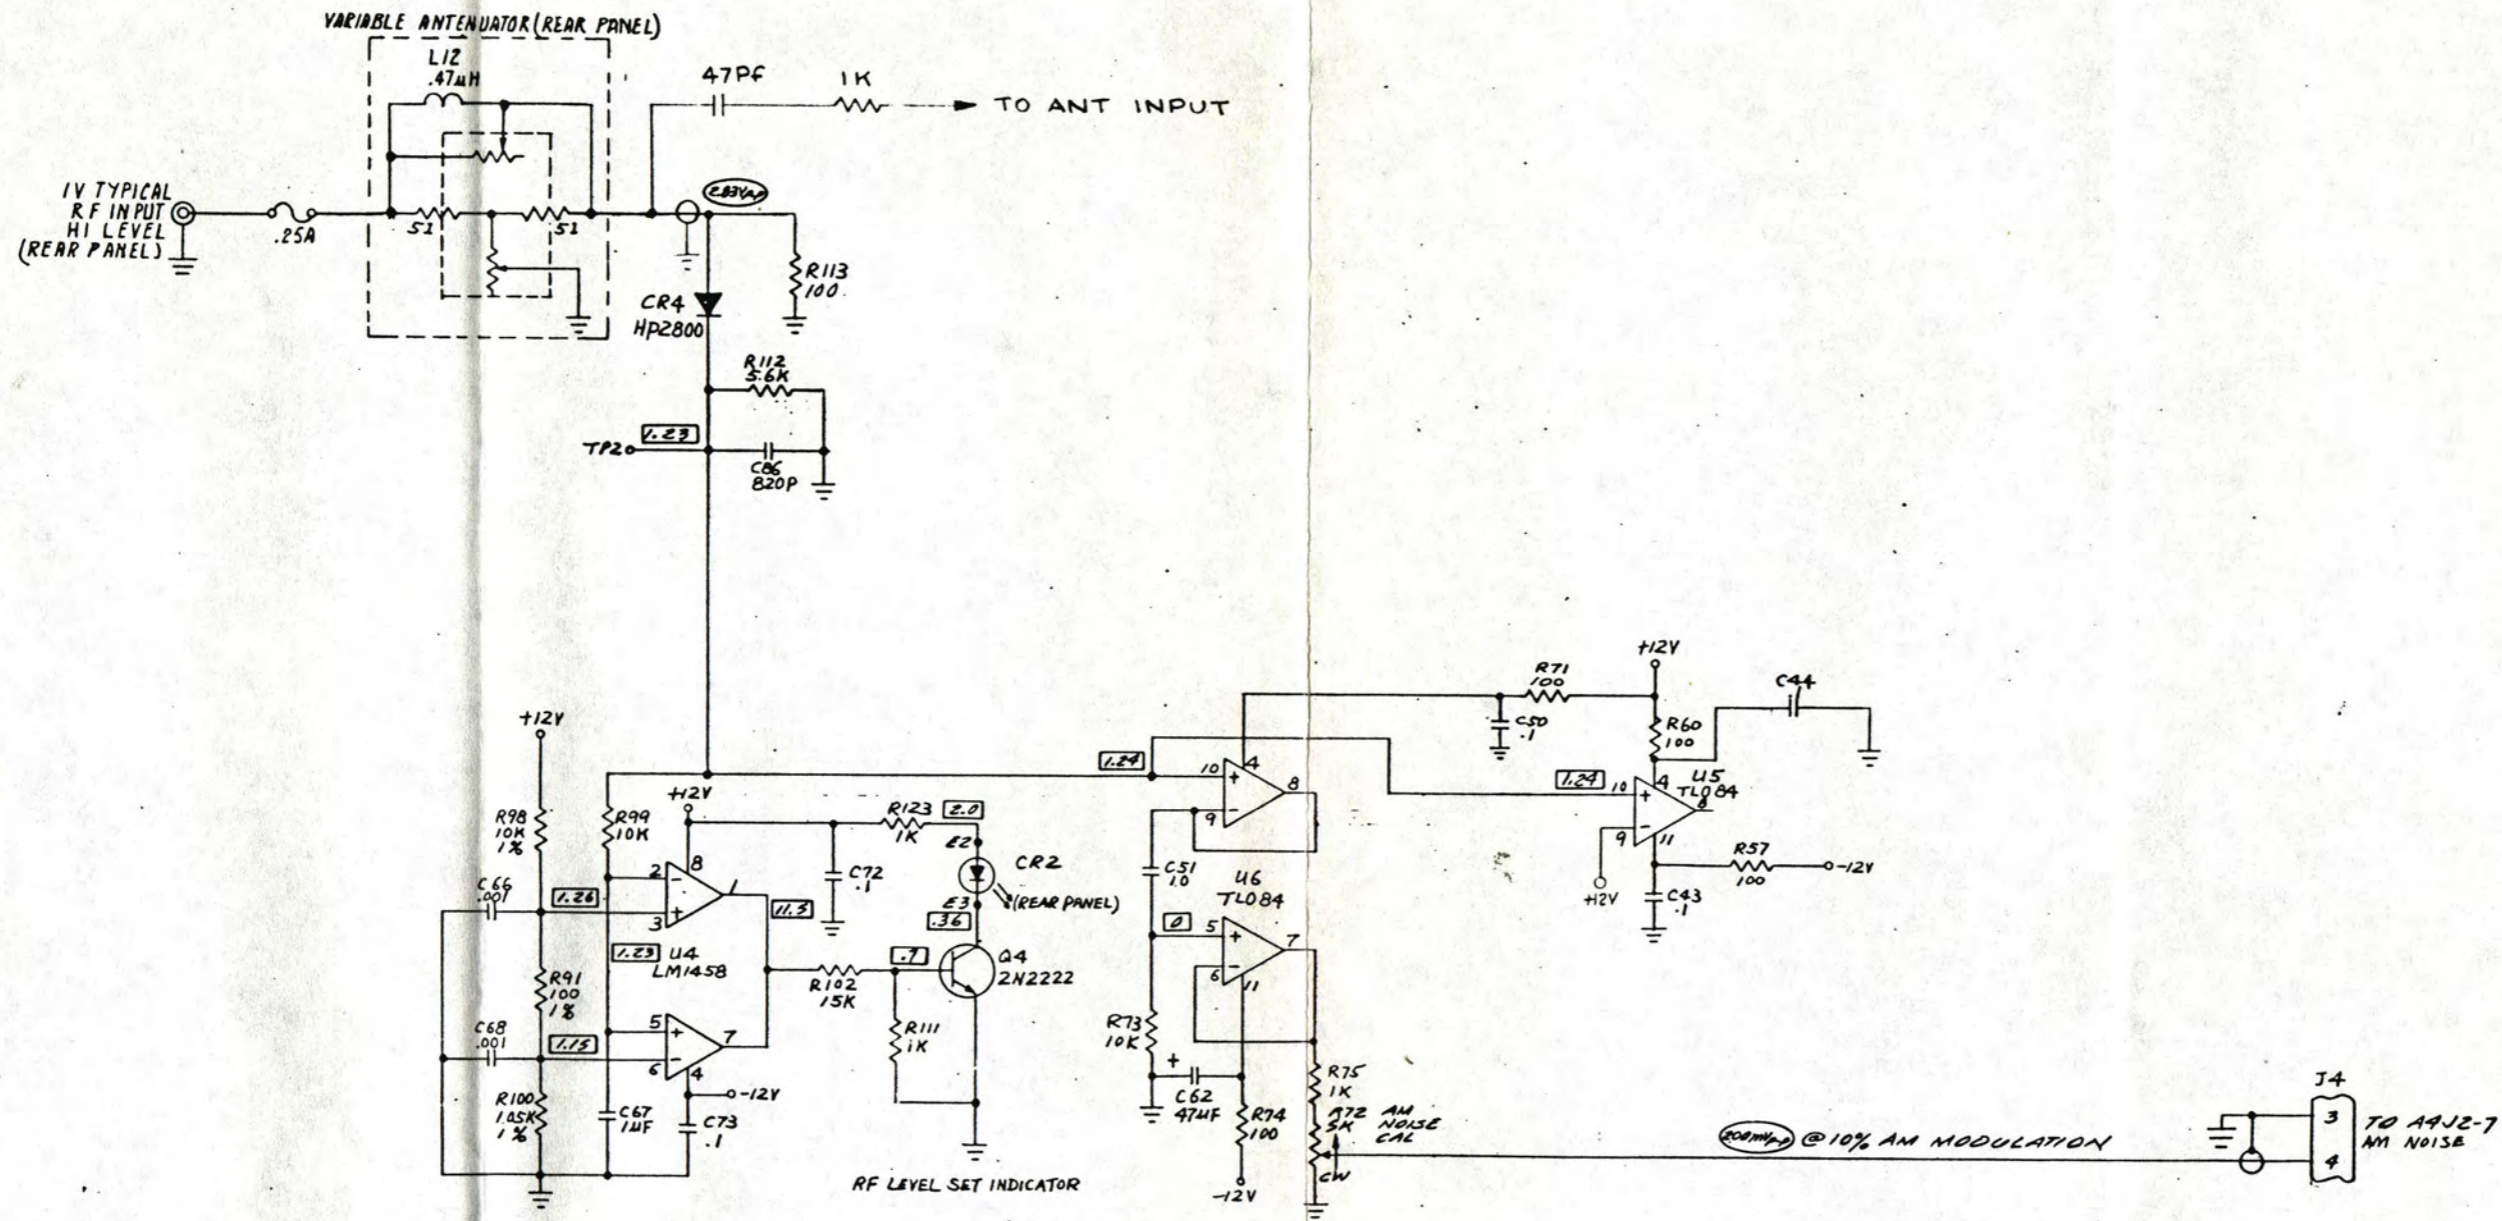 VARIABLE ANTENUATOR (REAR PANEL)
L12
.47µH
47Pf
1K
TO ANT INPUT
1V TYPICAL
RF INPUT
HI LEVEL
(REAR PANEL)
.25A
51
51
2.83Vp-p
R113
100
CR4
HP2800
R112
5.6K
TP2
1.23
C86
820P
+12V
R98
10K
1%
R99
10K
+12V
R123
1K
2.0
E2
CR2
(REAR PANEL)
E3
.36
C72
.1
C66
.001
1.26
2
8
1
3
11.5
1.23
U4
LM1458
R91
100
1%
C68
.001
1.15
5
7
6
4
-12V
R102
15K
.7
Q4
2N2222
R111
1K
R100
1.05K
1%
C67
1µF
C73
.1
RF LEVEL SET INDICATOR
1.24
10
4
8
9
C51
1.0
U6
TL084
0
5
7
6
11
R73
10K
+
C62
47µF
R74
100
-12V
R75
1K
R72
5K
AM
NOISE
CAL
CW
R71
100
C50
.1
+12V
R60
100
C44
1.24
10
4
U5
TL084
8
9
11
+12V
R57
100
-12V
C43
.1
200mVp-p @ 10% AM MODULATION
J4
3
4
TO A4J2-7
AM NOISE